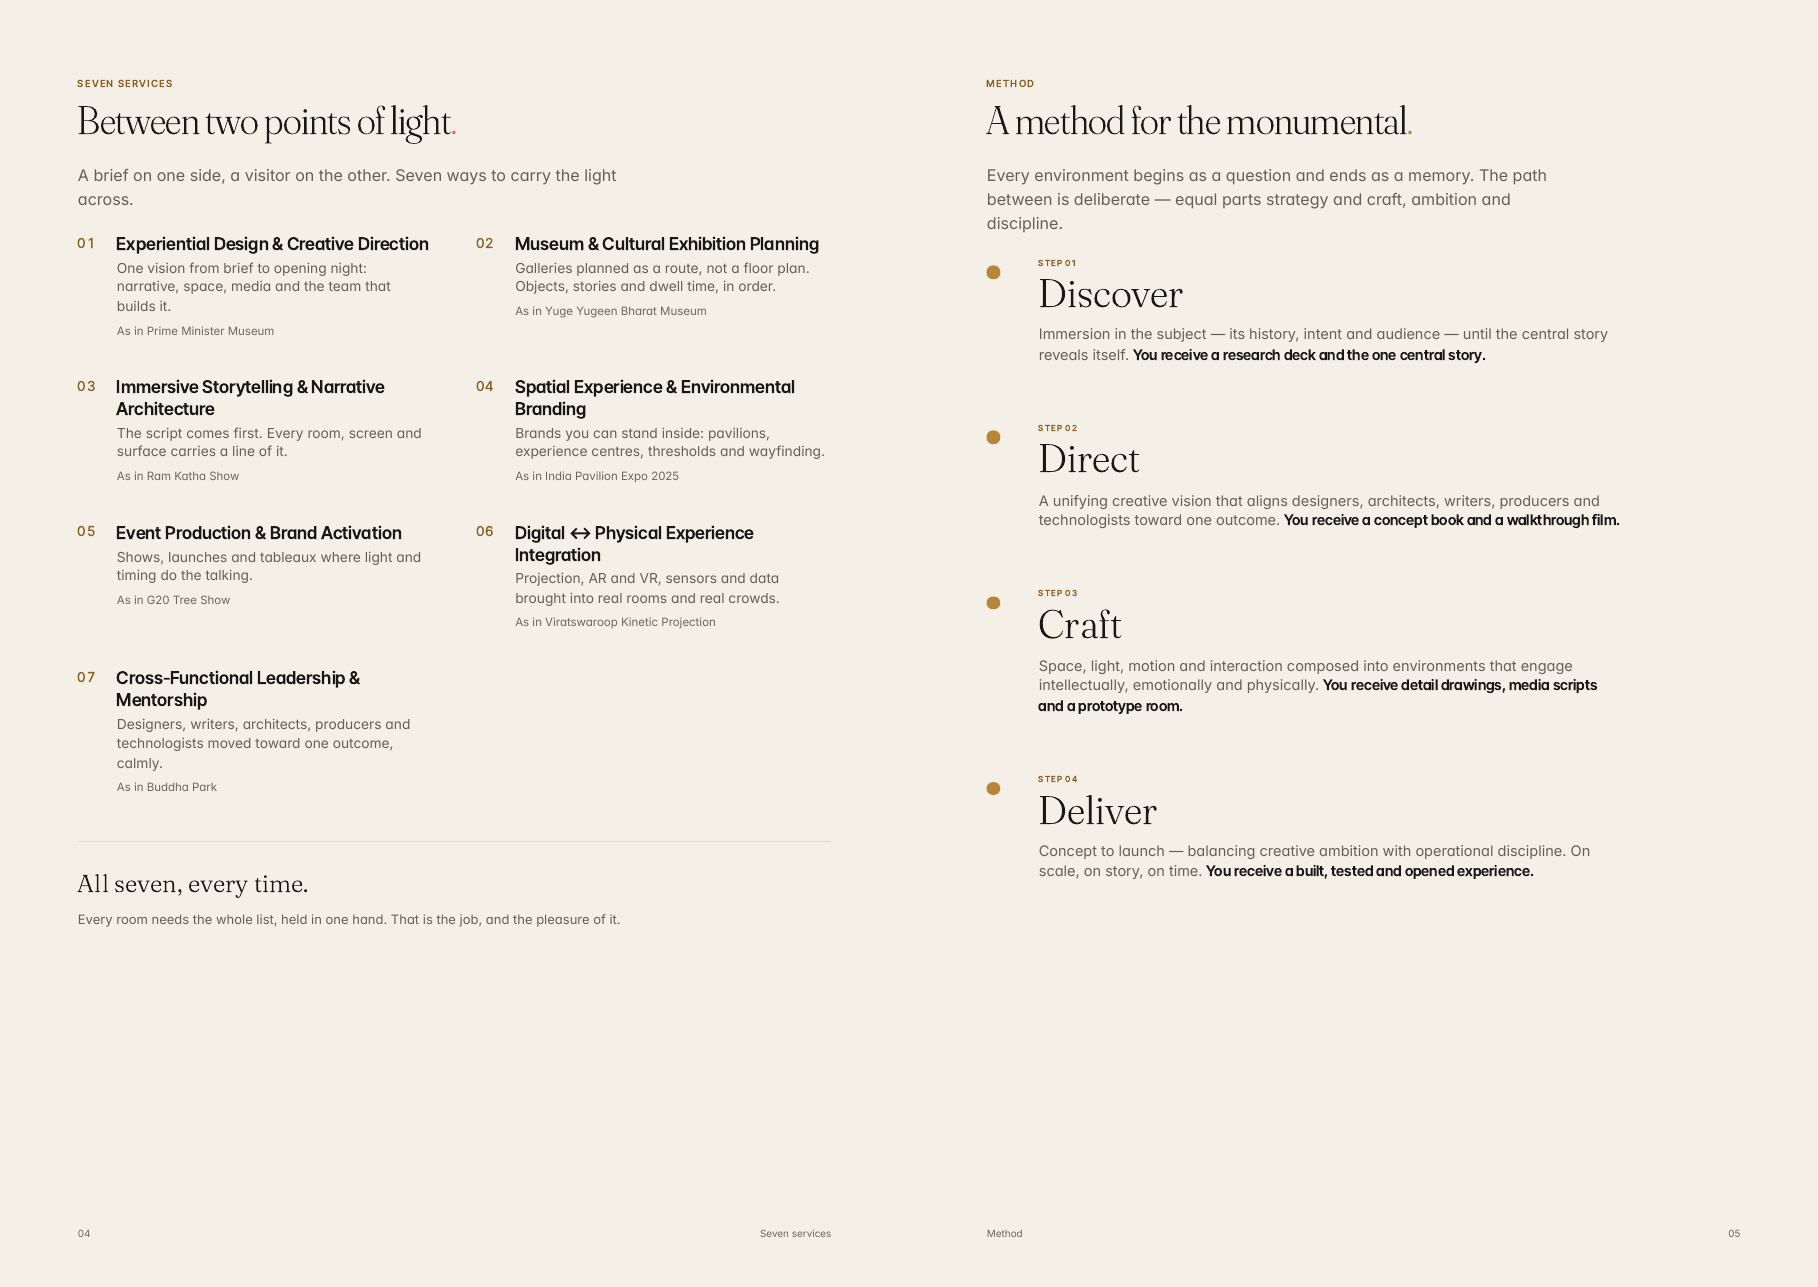 SEVEN SERVICES
Between two points of light.
A brief on one side, a visitor on the other. Seven ways to carry the light
across.
01
Experiential Design & Creative Direction
One vision from brief to opening night:
narrative, space, media and the team that
builds it.
As in Prime Minister Museum
02
Museum & Cultural Exhibition Planning
Galleries planned as a route, not a floor plan.
Objects, stories and dwell time, in order.
As in Yuge Yugeen Bharat Museum
03
Immersive Storytelling & Narrative
Architecture
The script comes first. Every room, screen and
surface carries a line of it.
As in Ram Katha Show
04
Spatial Experience & Environmental
Branding
Brands you can stand inside: pavilions,
experience centres, thresholds and wayfinding.
As in India Pavilion Expo 2025
05
Event Production & Brand Activation
Shows, launches and tableaux where light and
timing do the talking.
As in G20 Tree Show
06
Digital ↔ Physical Experience
Integration
Projection, AR and VR, sensors and data
brought into real rooms and real crowds.
As in Viratswaroop Kinetic Projection
07
Cross-Functional Leadership &
Mentorship
Designers, writers, architects, producers and
technologists moved toward one outcome,
calmly.
As in Buddha Park
All seven, every time.
Every room needs the whole list, held in one hand. That is the job, and the pleasure of it.
04
Seven services
METHOD
A method for the monumental.
Every environment begins as a question and ends as a memory. The path
between is deliberate — equal parts strategy and craft, ambition and
discipline.
STEP 01
Discover
Immersion in the subject — its history, intent and audience — until the central story
reveals itself. You receive a research deck and the one central story.
STEP 02
Direct
A unifying creative vision that aligns designers, architects, writers, producers and
technologists toward one outcome. You receive a concept book and a walkthrough film.
STEP 03
Craft
Space, light, motion and interaction composed into environments that engage
intellectually, emotionally and physically. You receive detail drawings, media scripts
and a prototype room.
STEP 04
Deliver
Concept to launch — balancing creative ambition with operational discipline. On
scale, on story, on time. You receive a built, tested and opened experience.
Method
05